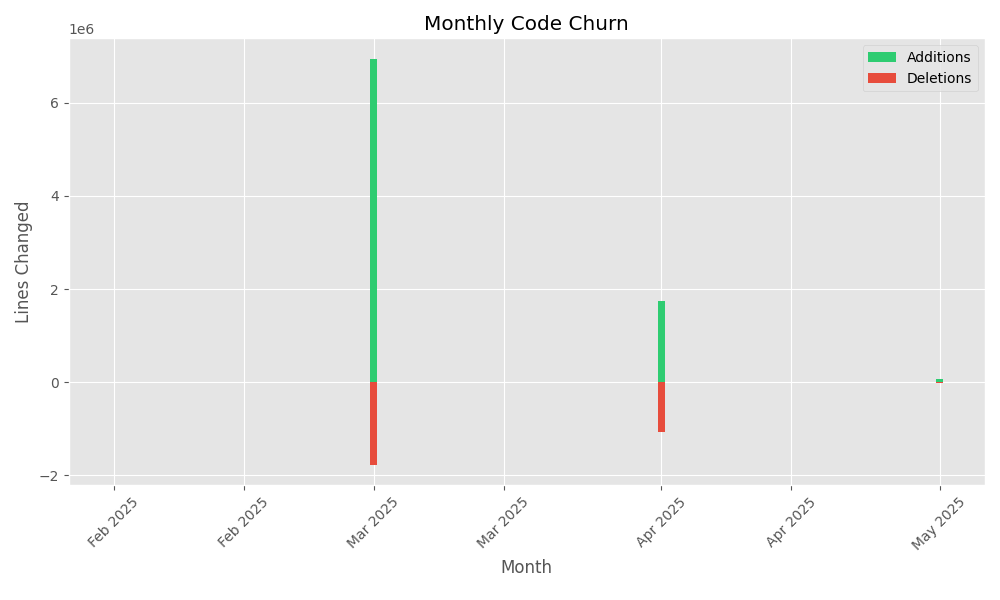 Monthly Code Churn
1e6
Additions
Deletions
6
4
2
0
−2
Lines Changed
Feb 2025
Feb 2025
Mar 2025
Mar 2025
Apr 2025
Apr 2025
May 2025
Month